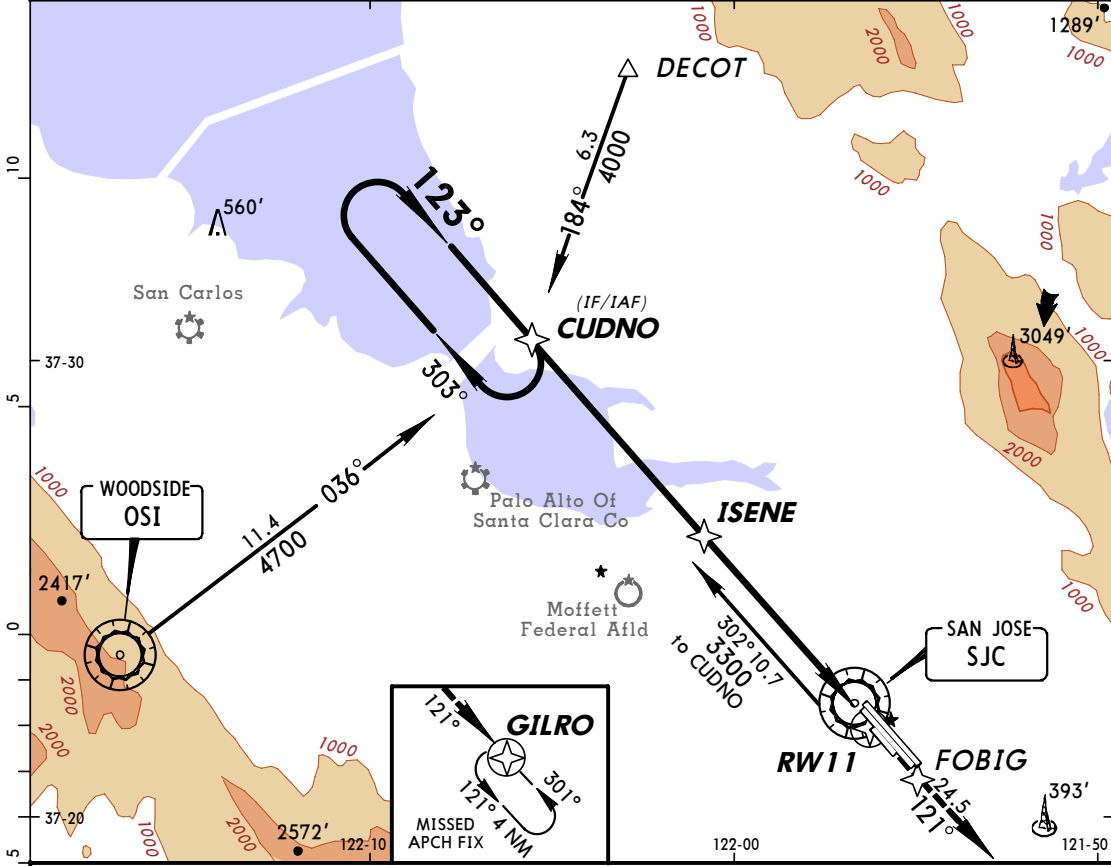 1000
1000
2000
1289'
1000
DECOT
6.3
4000
184°
10
1000
123°
560'
1000
San Carlos
(IF/IAF)
CUDNO
3049'
1000
37-30
303°
5
2000
1000
WOODSIDE
OSI
036°
11.4
4700
Palo Alto Of
Santa Clara Co
ISENE
2417'
1000
Moffett
Federal Afld
0
302° 10.7
3300
to CUDNO
SAN JOSE
SJC
2000
2000
1000
121°
GILRO
301°
121° 4 NM
MISSED
APCH FIX
RW11
FOBIG
24.5
121°
393'
37-20
1000
2000
2572'
122-10
122-00
121-50
5